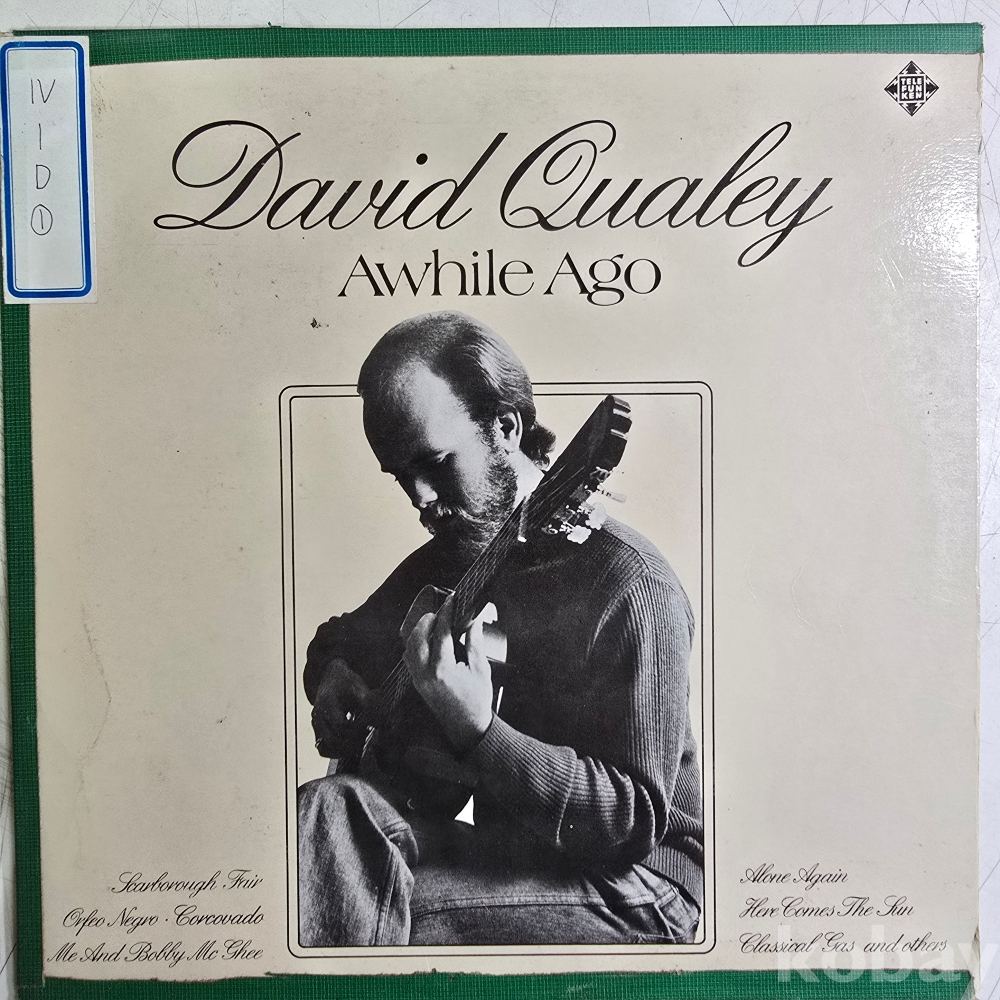 IV
I
D
①
TELE
FUN
KEN
David Qualey
Awhile Ago
Scarborough Fair
Orfeo Negro · Corcovado
Me And Bobby Mc Ghee
Alone Again
Here Comes The Sun
Classical Gas and others
kobay